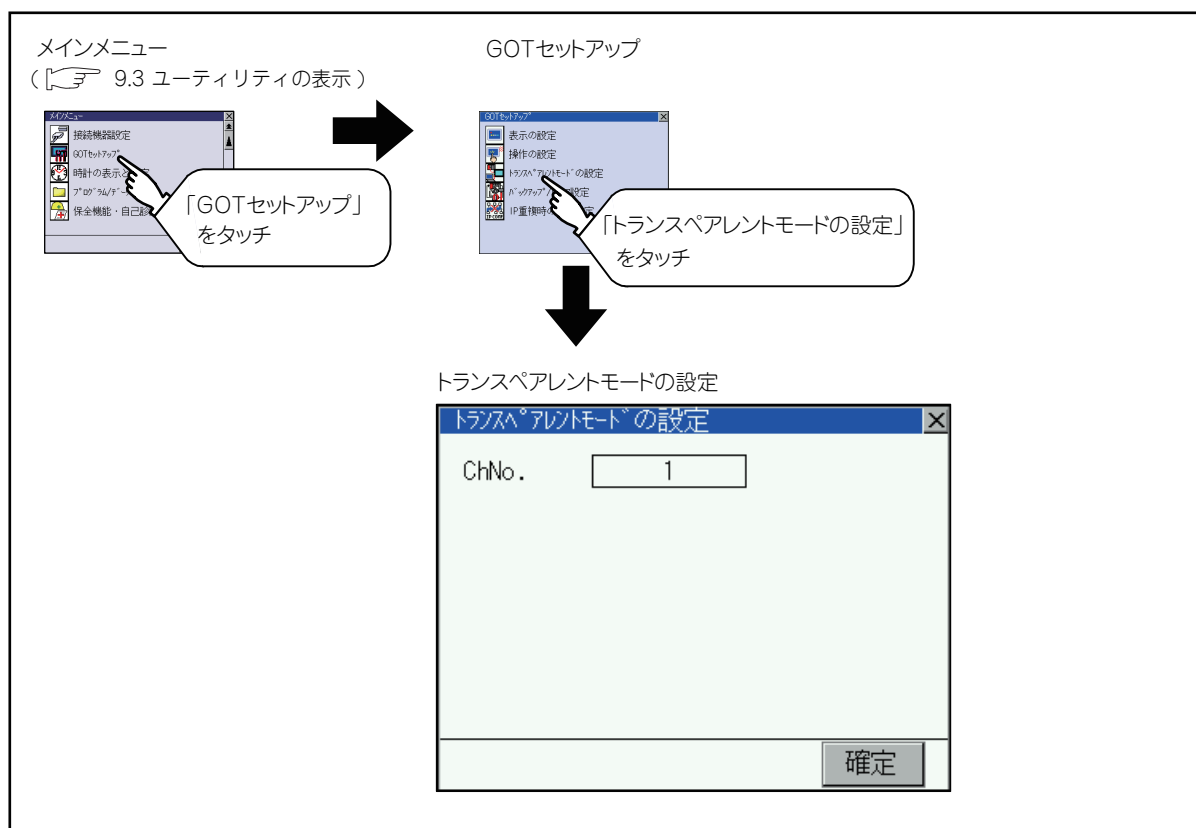 メインメニュー
( 9.3 ユーティリティの表示 )
メインメニュー
接続機器設定
GOTセットアップ
時計の表示と
プログラム/デー
保全機能・自己診
「GOTセットアップ」
をタッチ
GOTセットアップ
GOTセットアップ
表示の設定
操作の設定
トランスペアレントモードの設定
バックアップ/
設定
IP重複時の
「トランスペアレントモードの設定」
をタッチ
トランスペアレントモードの設定
トランスペアレントモードの設定
ChNo. 1
確定